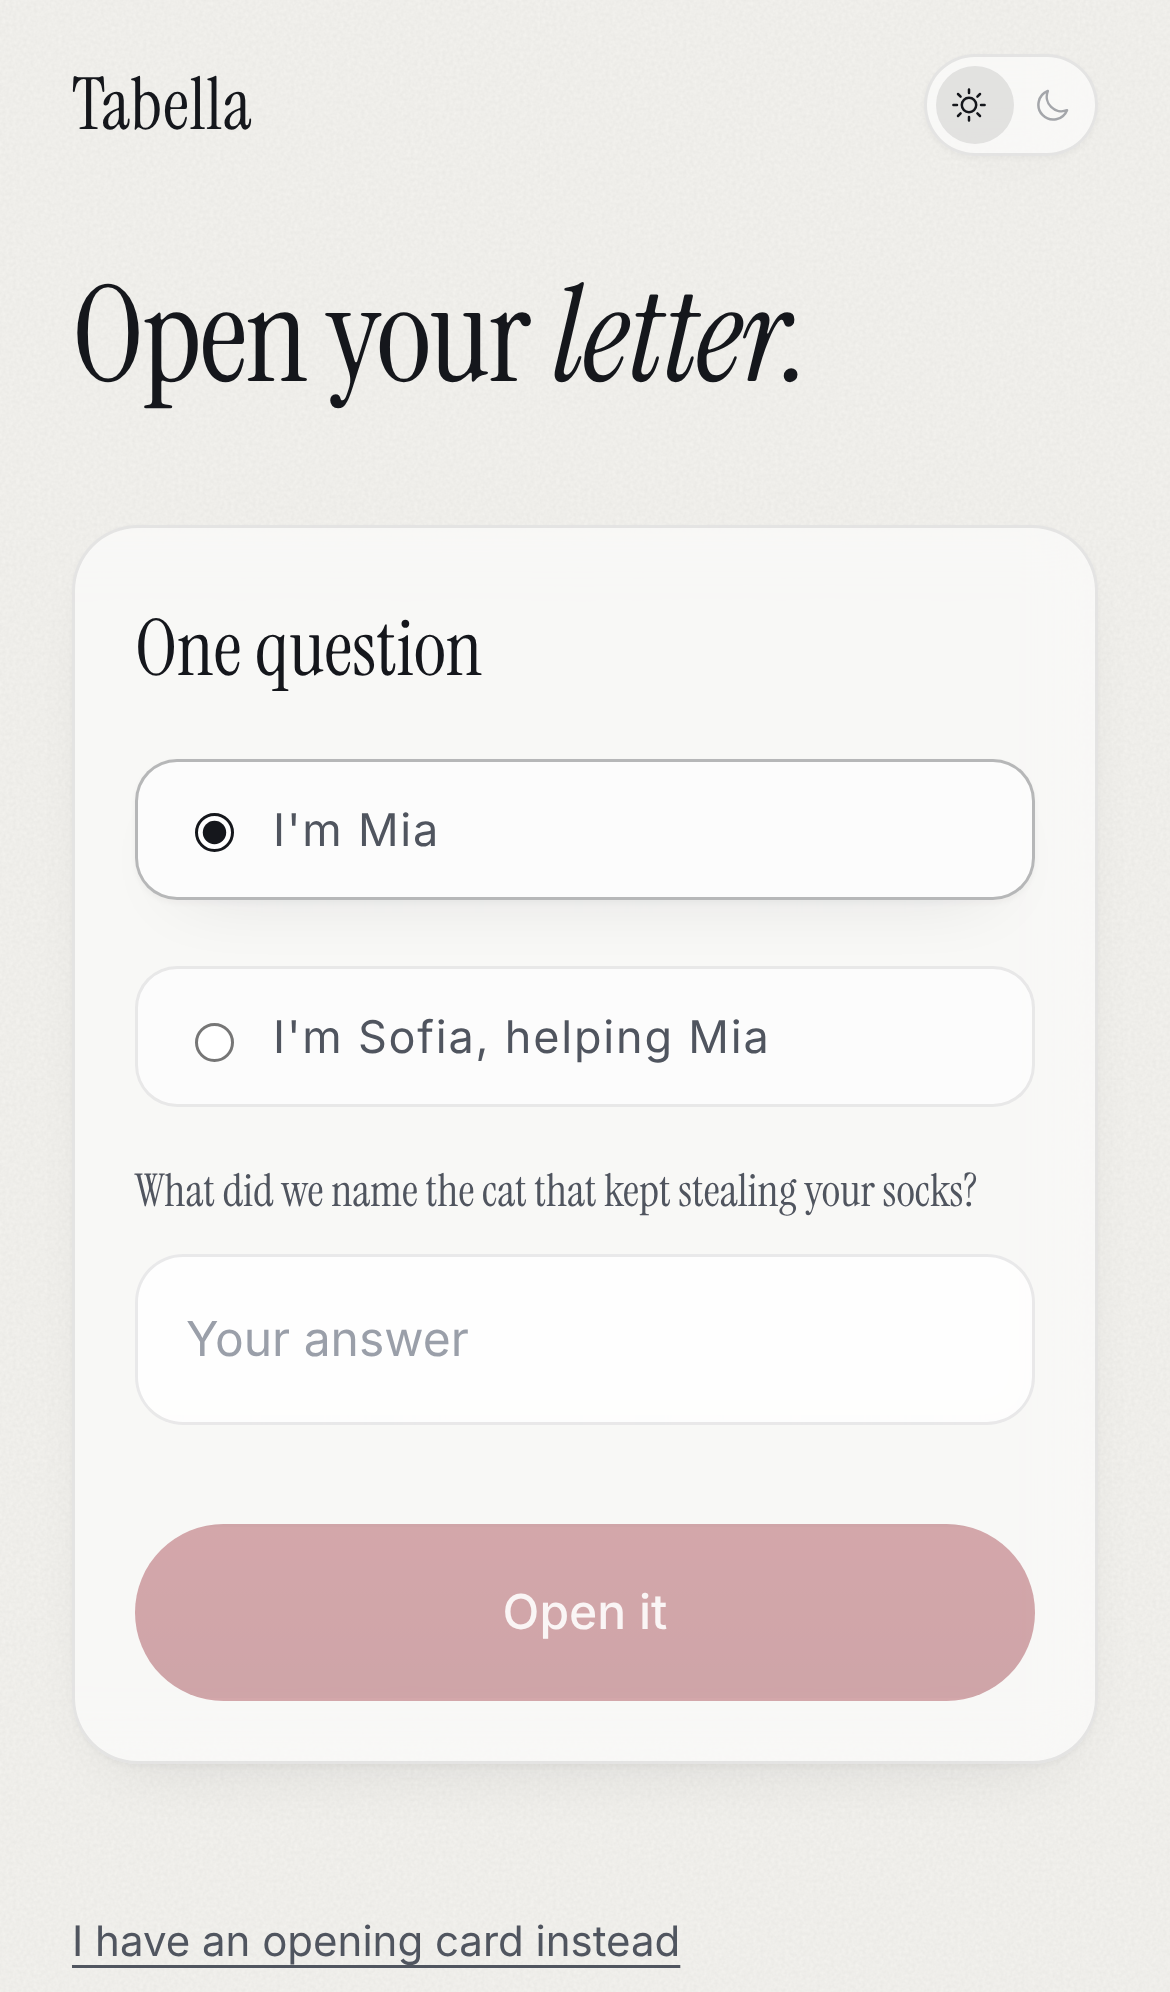 Tabella
Open your letter.
One question
I'm Mia
I'm Sofia, helping Mia
What did we name the cat that kept stealing your socks?
Your answer
Open it
I have an opening card instead